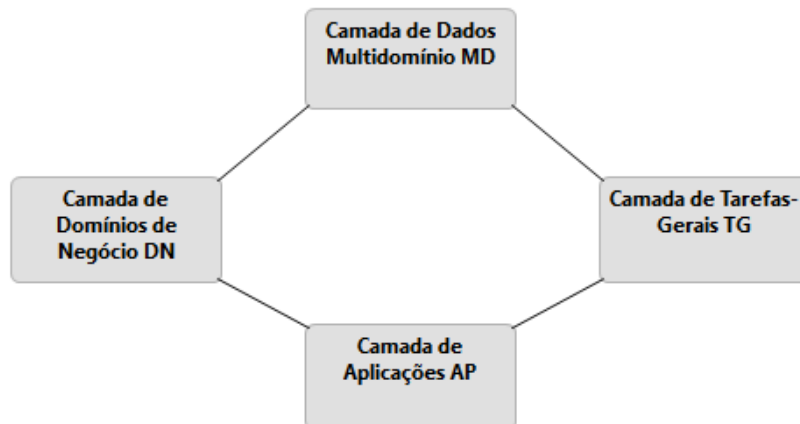 Camada de Dados
Multidomínio MD
Camada de
Domínios de
Negócio DN
Camada de Tarefas-
Gerais TG
Camada de
Aplicações AP